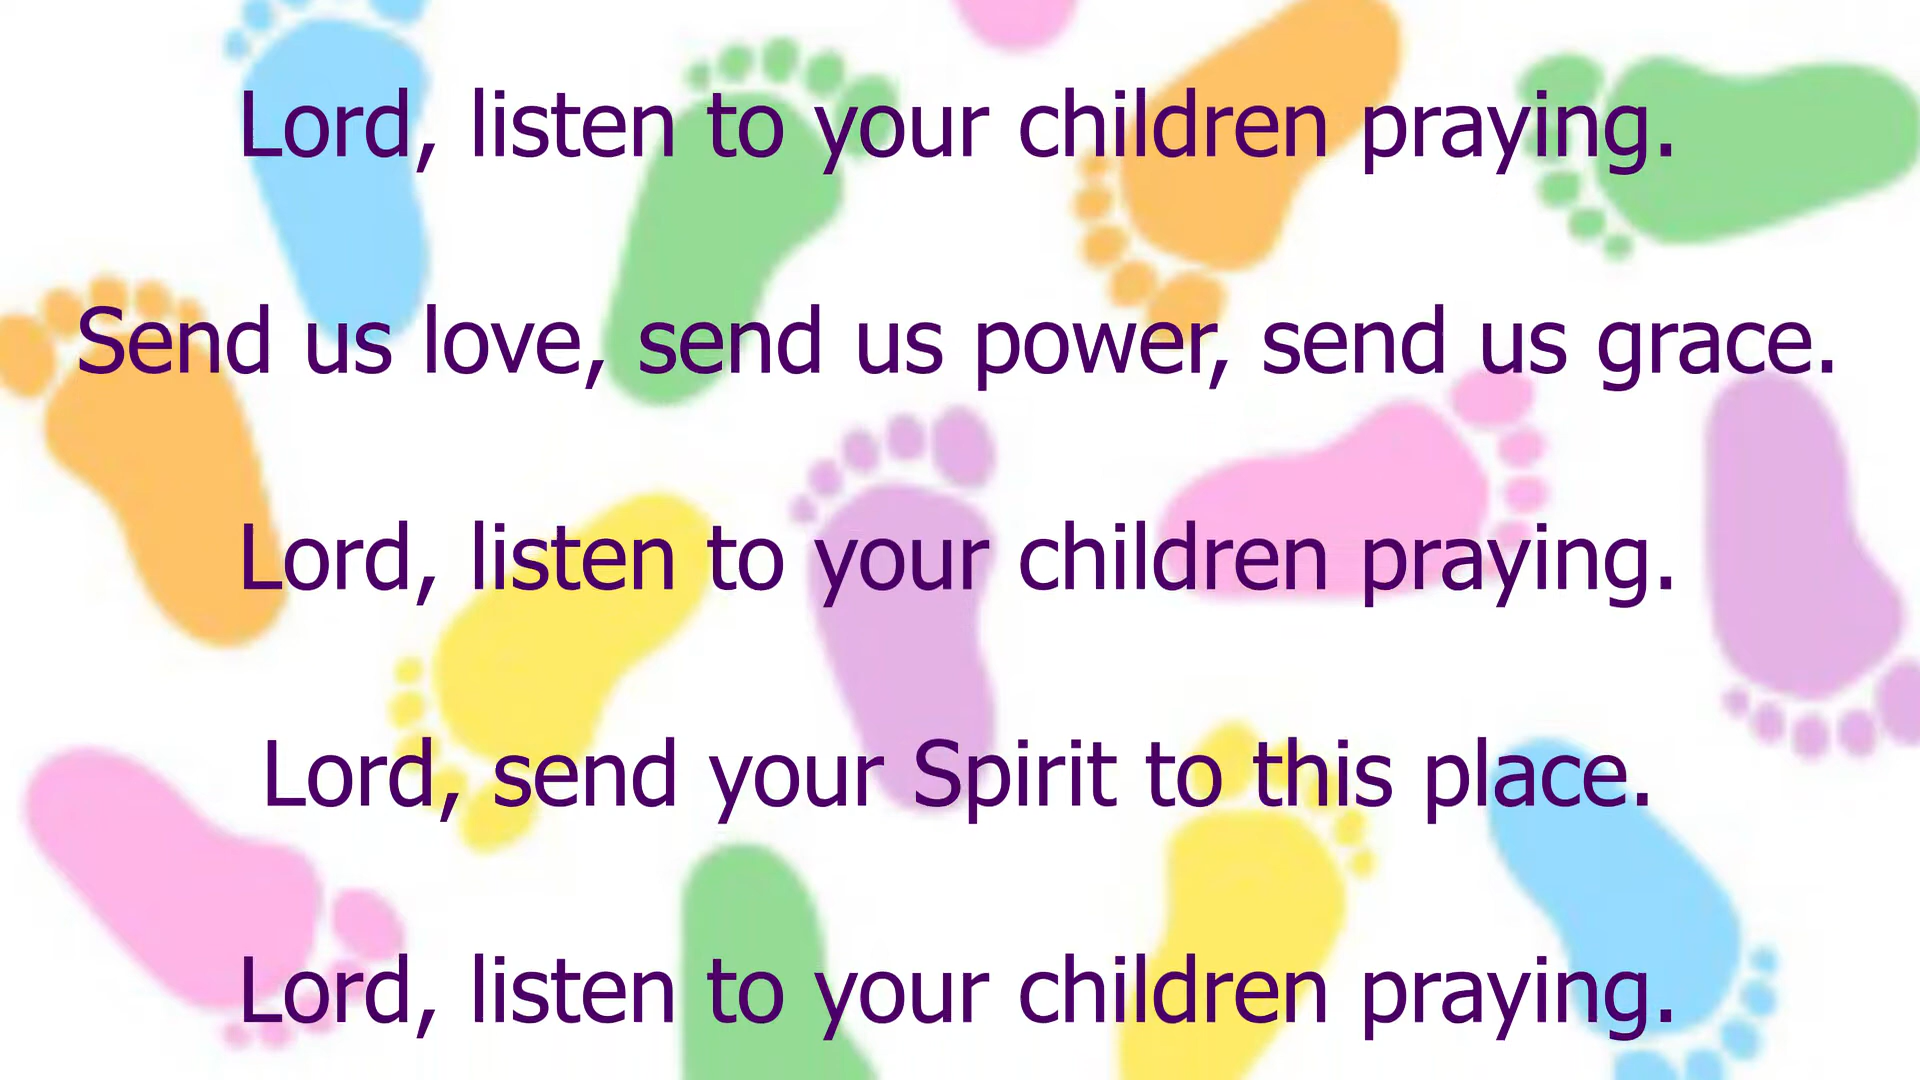 Lord, listen to your children praying.
Send us love, send us power, send us grace.
Lord, listen to your children praying.
Lord, send your Spirit to this place.
Lord, listen to your children praying.